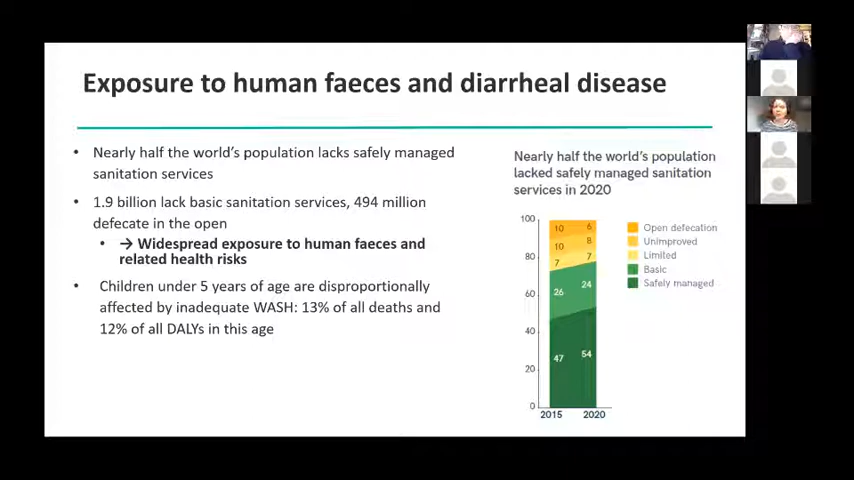 Exposure to human faeces and diarrheal disease
• Nearly half the world's population lacks safely managed
sanitation services
• 1.9 billion lack basic sanitation services, 494 million
defecate in the open
• → Widespread exposure to human faeces and
related health risks
• Children under 5 years of age are disproportionally
affected by inadequate WASH: 13% of all deaths and
12% of all DALYs in this age
Nearly half the world's population
lacked safely managed sanitation
services in 2020
100
80
60
40
20
0
10 6
10 8
7 7
26 24
47 54
2015 2020
Open defecation
Unimproved
Limited
Basic
Safely managed